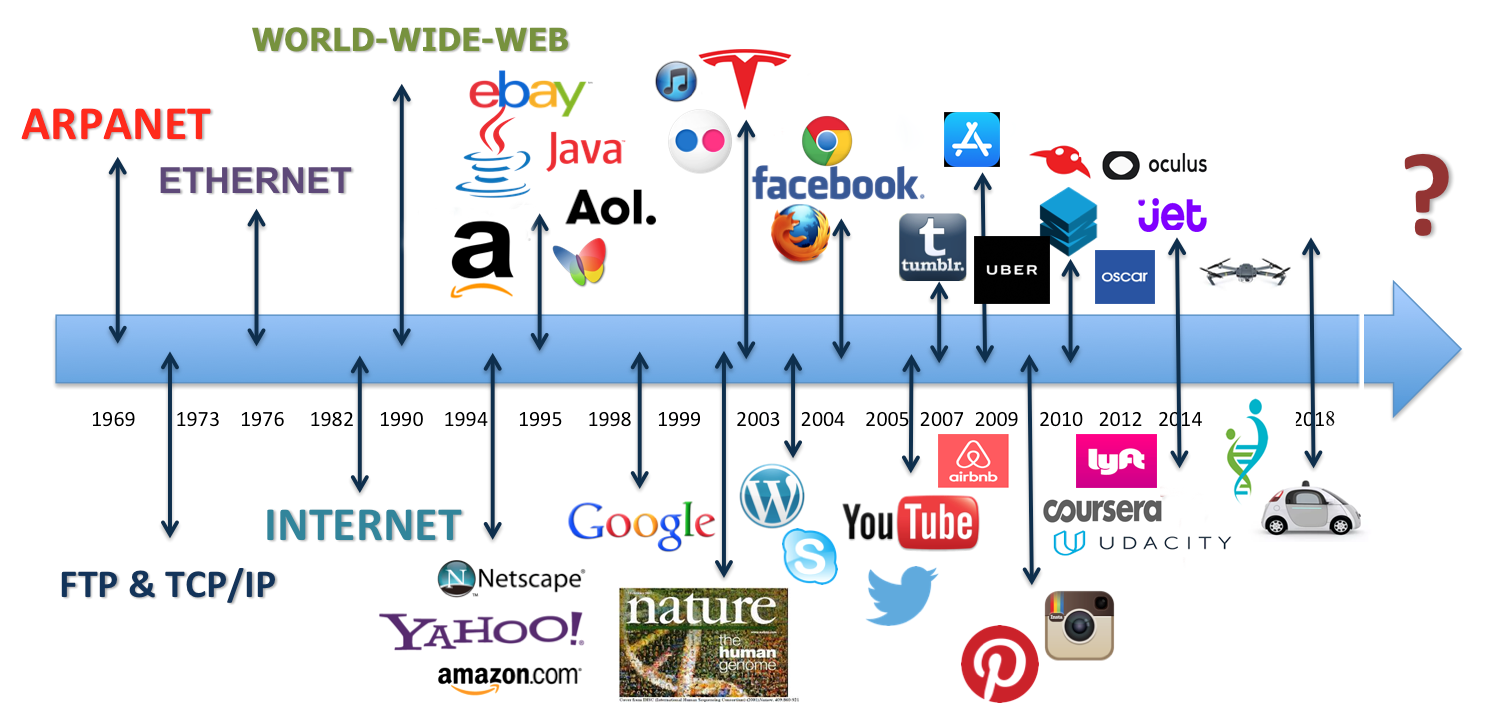 WORLD-WIDE-WEB
ARPANET
ETHERNET
ebay
Java
Aol.
a
facebook.
tumblr.
t
UBER
oculus
jet
oscar
?
1969 1973 1976 1982 1990 1994 1995 1998 1999 2003 2004 2005 2007 2009 2010 2012 2014 2018
FTP & TCP/IP
INTERNET
N Netscape®
YAHOO!
amazon.com
Google
nature
the
human
genome
W
S
YouTube
airbnb
lyft
coursera
UDACITY